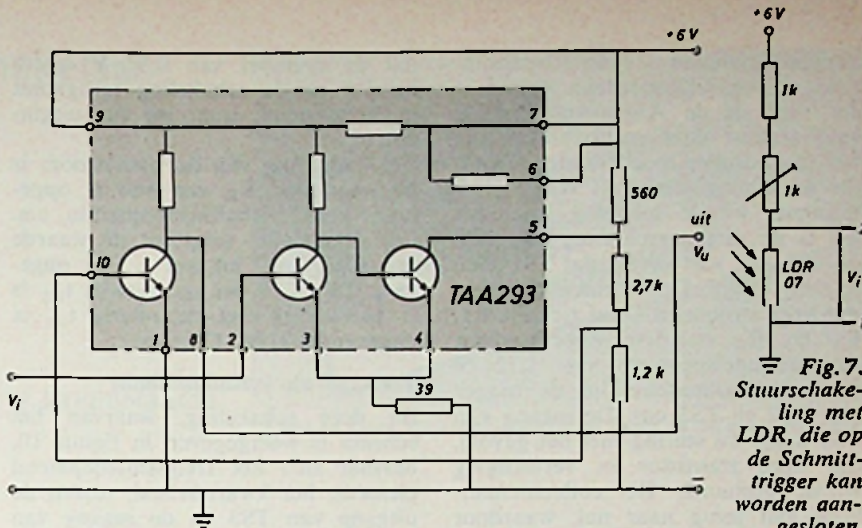 +6V
+6V
9
7
1k
6
560
1k
uit
5
V_u
10
LDR
07
V_i
TAA293
2,7k
1
8
2
3
4
1,2 k
V_i
39
Fig. 7.
Stuurschake-
ling met
LDR, die op
de Schmitt-
trigger kan
worden aan-
gesloten.